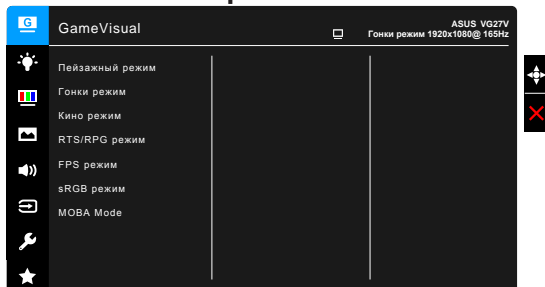 G
GameVisual
ASUS VG27V
Гонки режим 1920x1080@ 165Hz
Пейзажный режим
Гонки режим
Кино режим
RTS/RPG режим
FPS режим
sRGB режим
MOBA Mode